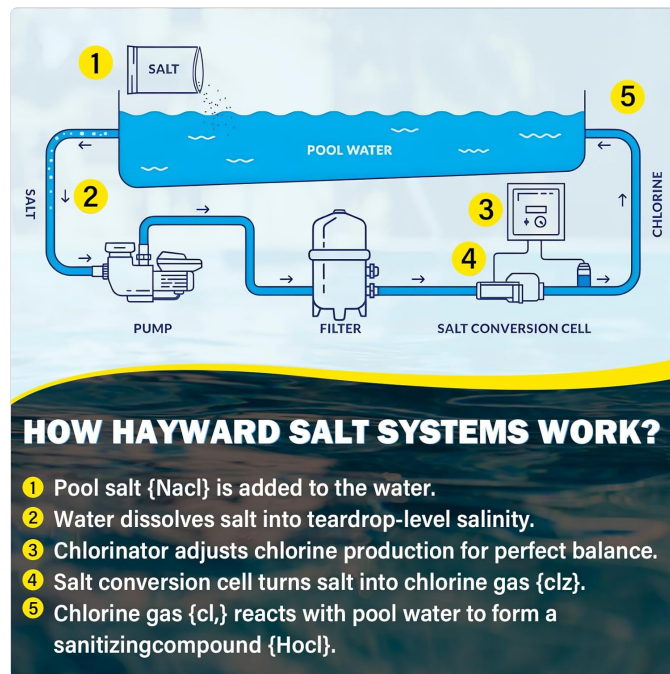 1
SALT
5
POOL WATER
SALT
2
3
CHLORINE
4
PUMP
FILTER
SALT CONVERSION CELL
HOW HAYWARD SALT SYSTEMS WORK?
1 Pool salt {Nacl} is added to the water.
2 Water dissolves salt into teardrop-level salinity.
3 Chlorinator adjusts chlorine production for perfect balance.
4 Salt conversion cell turns salt into chlorine gas {clz}.
5 Chlorine gas {cl,} reacts with pool water to form a
sanitizingcompound {Hocl}.